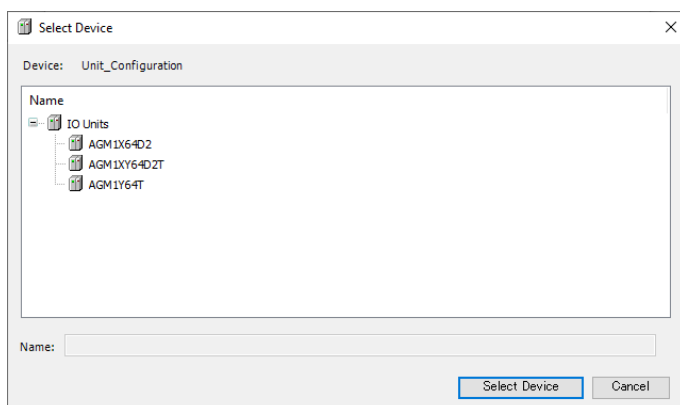 Select Device
Device: Unit_Configuration
Name
IO Units
AGM1X64D2
AGM1XY64D2T
AGM1Y64T
Name:
Select Device Cancel